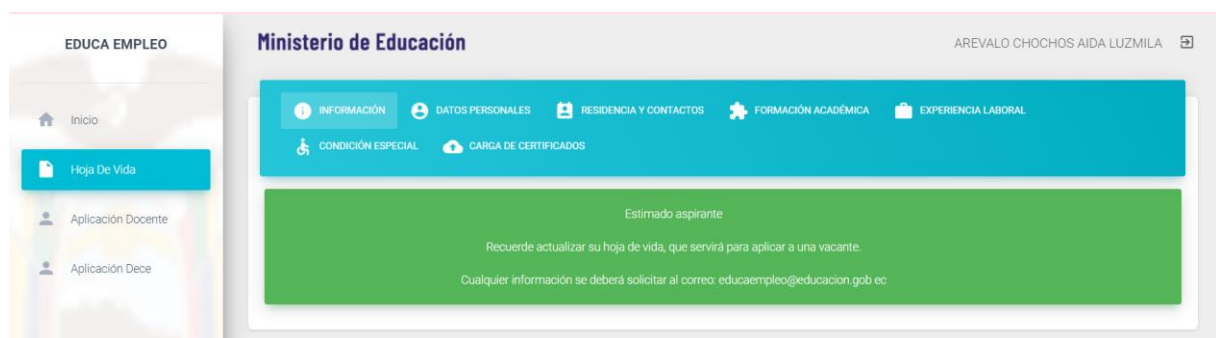 EDUCA EMPLEO
Inicio
Hoja De Vida
Aplicación Docente
Aplicación Dece
Ministerio de Educación
AREVALO CHOCHOS AIDA LUZMILA
INFORMACIÓN
DATOS PERSONALES
RESIDENCIA Y CONTACTOS
FORMACIÓN ACADÉMICA
EXPERIENCIA LABORAL
CONDICIÓN ESPECIAL
CARGA DE CERTIFICADOS
Estimado aspirante
Recuerde actualizar su hoja de vida, que servirá para aplicar a una vacante.
Cualquier información se deberá solicitar al correo: educaempleo@educacion.gob ec